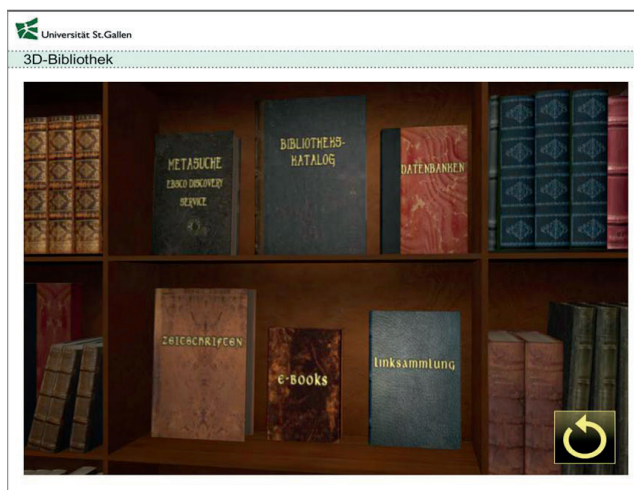 Universität St.Gallen
3D-Bibliothek
METASUCHE
EBSCO DISCOVERY
SERVICE
BIBLIOTHEKS-
KATALOG
DATENBANKEN
ZEITSCHRIFTEN
E-BOOKS
Linksammlung